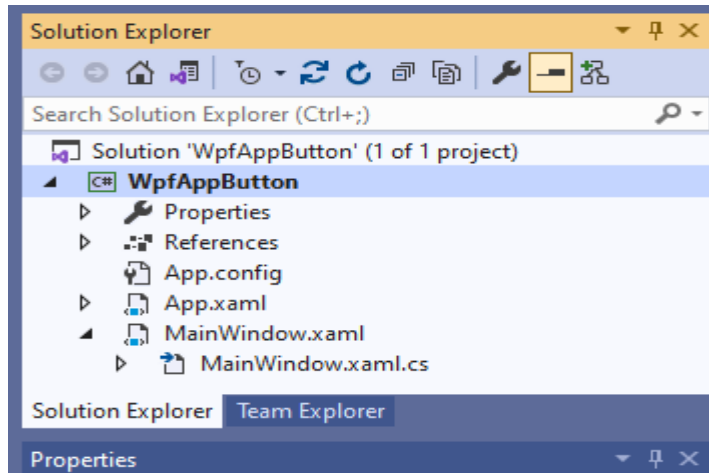 Solution Explorer
Search Solution Explorer (Ctrl+;)
Solution 'WpfAppButton' (1 of 1 project)
C# WpfAppButton
Properties
References
App.config
App.xaml
MainWindow.xaml
MainWindow.xaml.cs
Solution Explorer Team Explorer
Properties